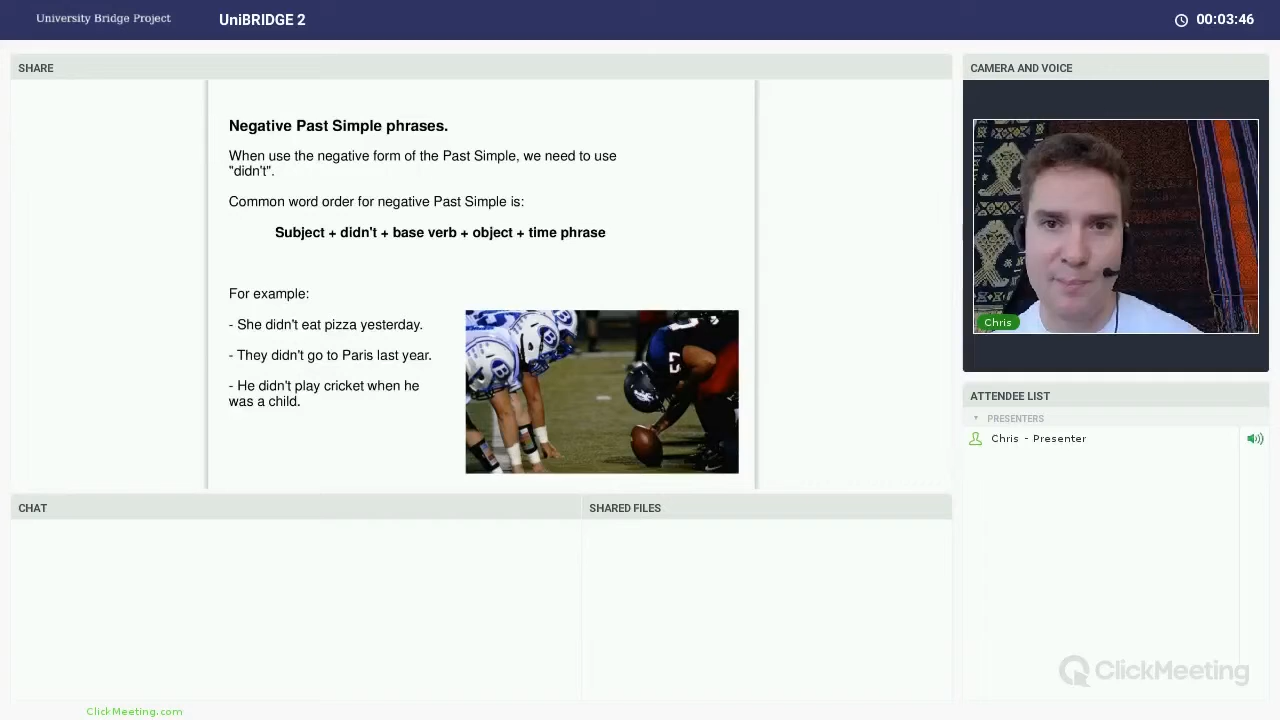 University Bridge Project
UniBRIDGE 2
00:03:46
SHARE
Negative Past Simple phrases.
When use the negative form of the Past Simple, we need to use
"didn't".
Common word order for negative Past Simple is:
Subject + didn't + base verb + object + time phrase
For example:
- She didn't eat pizza yesterday.
- They didn't go to Paris last year.
- He didn't play cricket when he
was a child.
B
CAMERA AND VOICE
Chris
ATTENDEE LIST
PRESENTERS
Chris - Presenter
CHAT
SHARED FILES
ClickMeeting
ClickMeeting.com